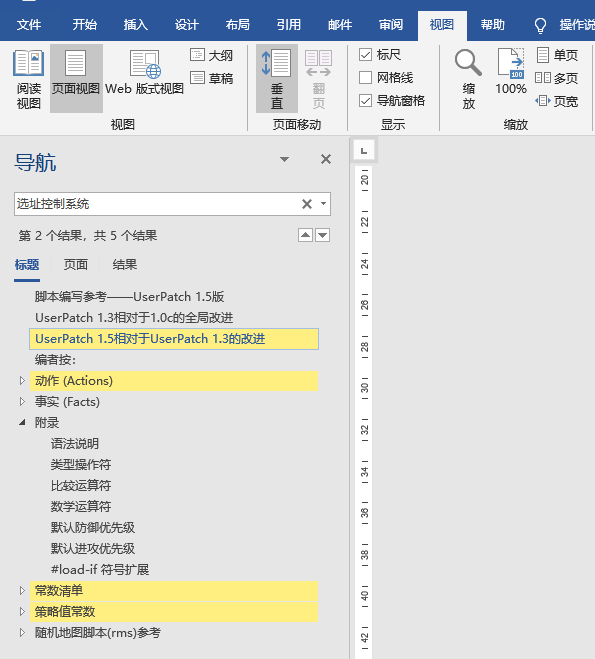 文件 开始 插入 设计 布局 引用 邮件 审阅 视图 帮助 操作说
阅读视图 页面视图 Web 版式视图 大纲 草稿
视图
垂直 翻页
页面移动
标尺
网格线
导航窗格
显示
缩放 100% 100 单页 多页 页宽
缩放
导航
选址控制系统
第 2 个结果，共 5 个结果
标题 页面 结果
脚本编写参考——UserPatch 1.5版
UserPatch 1.3相对于1.0c的全局改进
UserPatch 1.5相对于UserPatch 1.3的改进
编者按：
动作 (Actions)
事实 (Facts)
附录
语法说明
类型操作符
比较运算符
数学运算符
默认防御优先级
默认进攻优先级
#load-if 符号扩展
常数清单
策略值常数
随机地图脚本(rms)参考
L
20
22
24
26
28
30
32
34
36
38
40
42